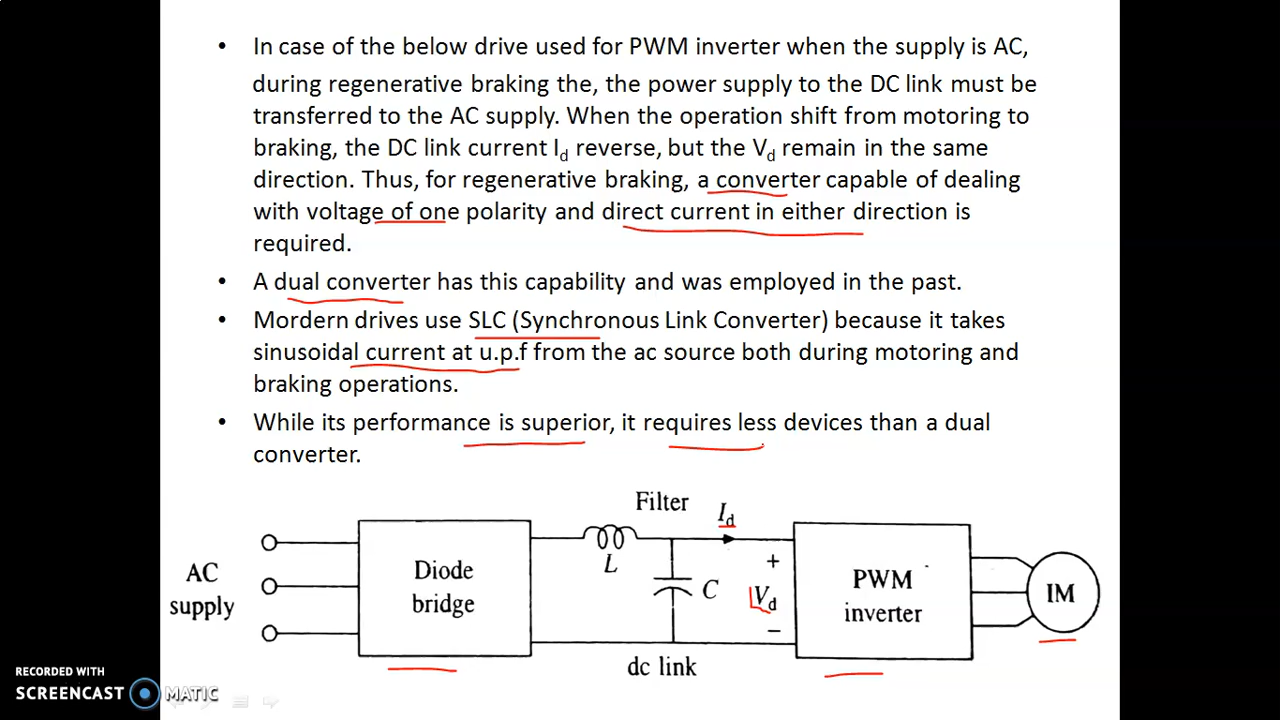 • In case of the below drive used for PWM inverter when the supply is AC,
during regenerative braking the, the power supply to the DC link must be
transferred to the AC supply. When the operation shift from motoring to
braking, the DC link current Id reverse, but the Vd remain in the same
direction. Thus, for regenerative braking, a converter capable of dealing
with voltage of one polarity and direct current in either direction is
required.
• A dual converter has this capability and was employed in the past.
• Mordern drives use SLC (Synchronous Link Converter) because it takes
sinusoidal current at u.p.f from the ac source both during motoring and
braking operations.
• While its performance is superior, it requires less devices than a dual
converter.
Filter
Id
AC
supply
Diode
bridge
L
C
+
Vd
−
PWM
inverter
IM
dc link
RECORDED WITH
SCREENCAST MATIC